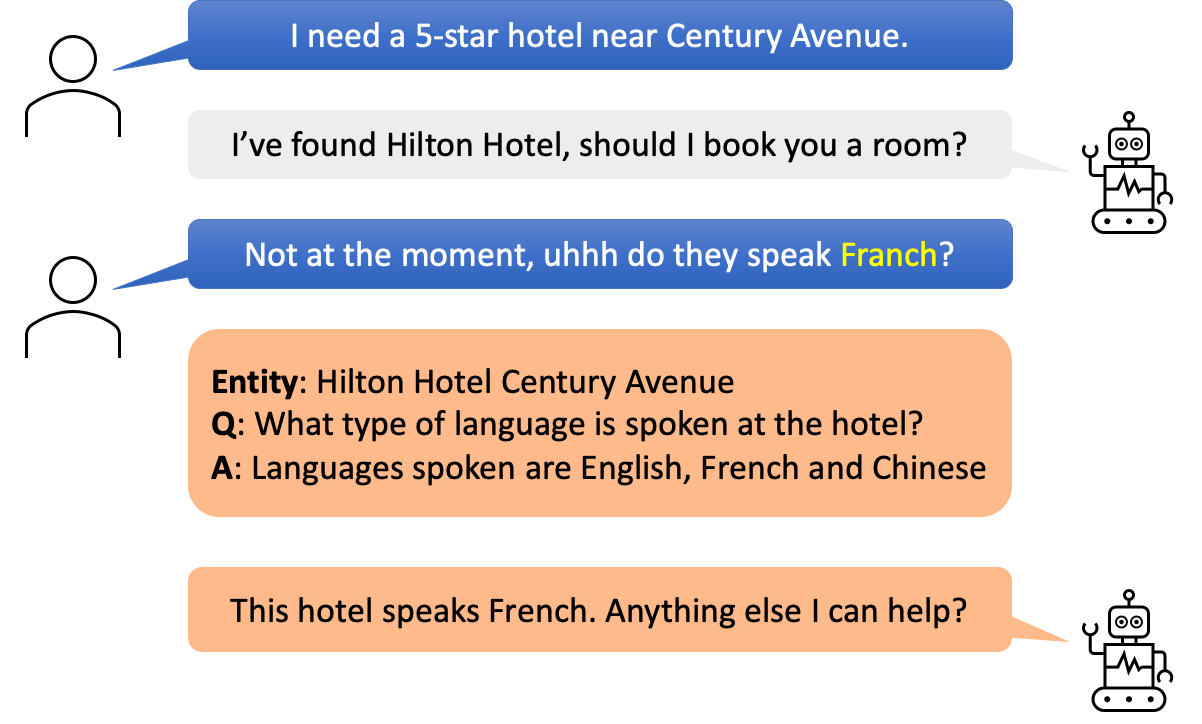 I need a 5-star hotel near Century Avenue.
I’ve found Hilton Hotel, should I book you a room?
Not at the moment, uhhh do they speak Franch?
Entity: Hilton Hotel Century Avenue
Q: What type of language is spoken at the hotel?
A: Languages spoken are English, French and Chinese
This hotel speaks French. Anything else I can help?